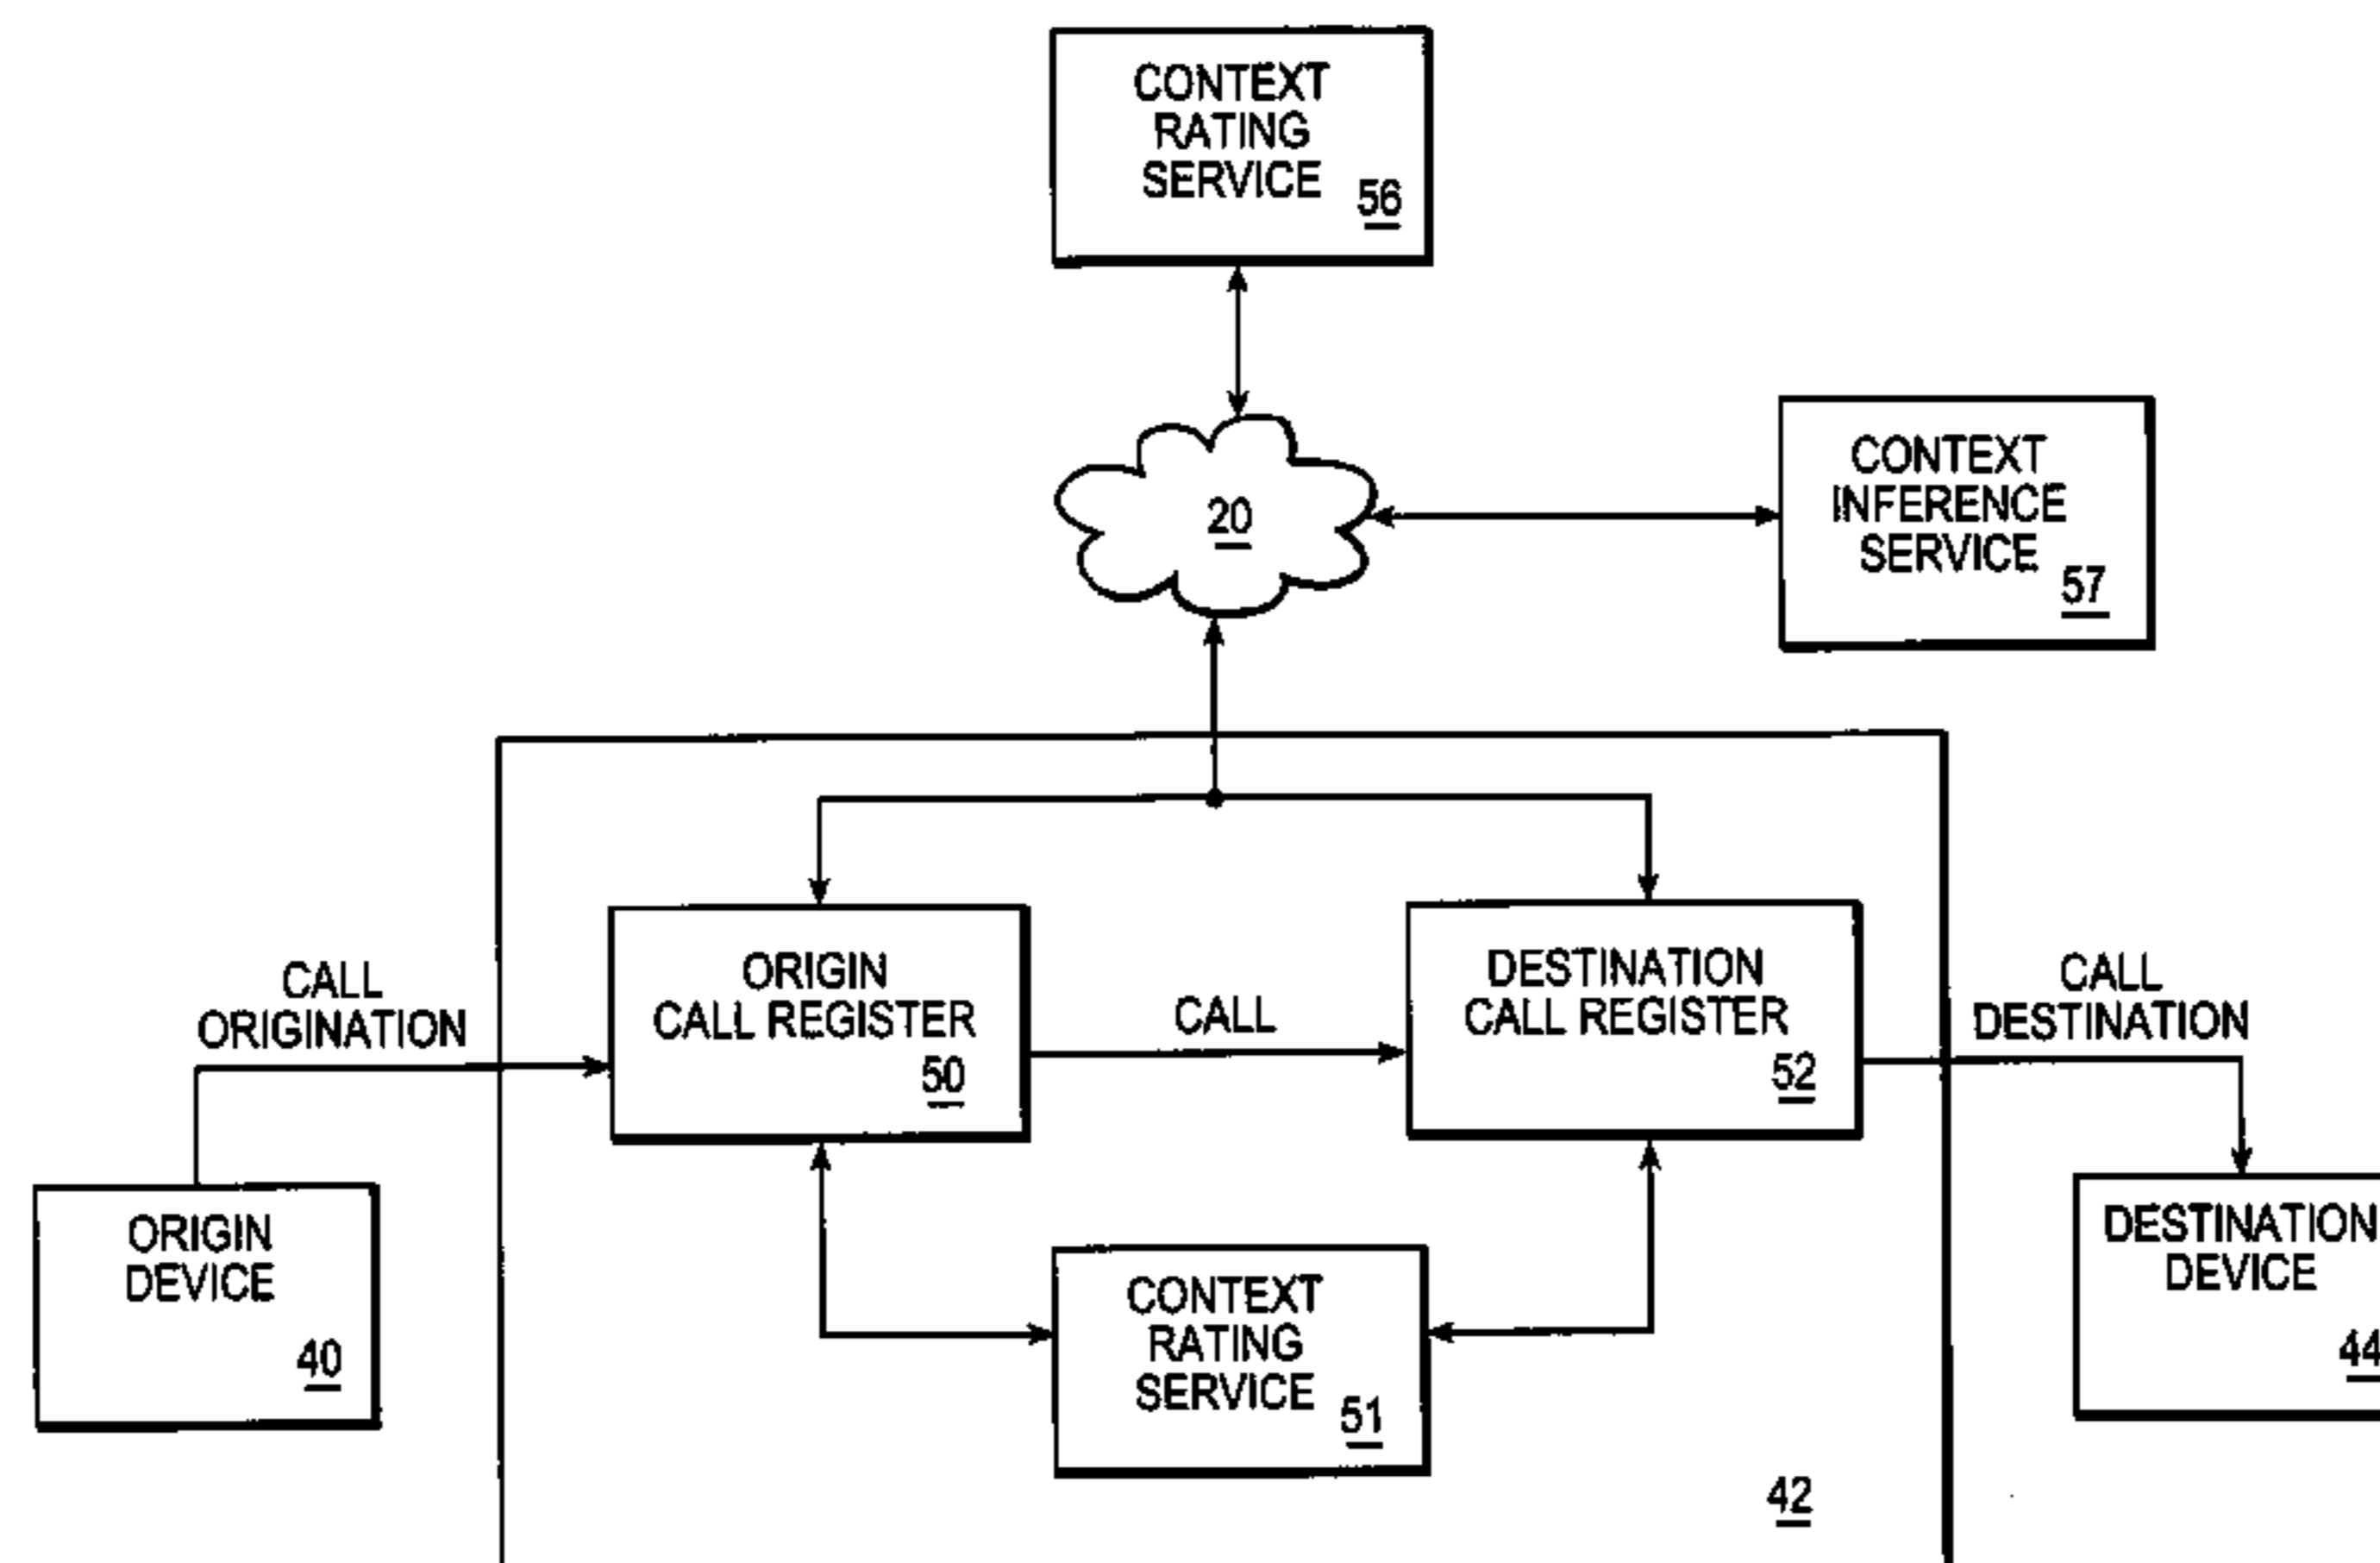 CONTEXT
RATING
SERVICE
56
20
CONTEXT
INFERENCE
SERVICE
57
CALL
ORIGINATION
ORIGIN
CALL REGISTER
50
CALL
DESTINATION
CALL REGISTER
52
CALL
DESTINATION
ORIGIN
DEVICE
40
CONTEXT
RATING
SERVICE
51
DESTINATION
DEVICE
44
42